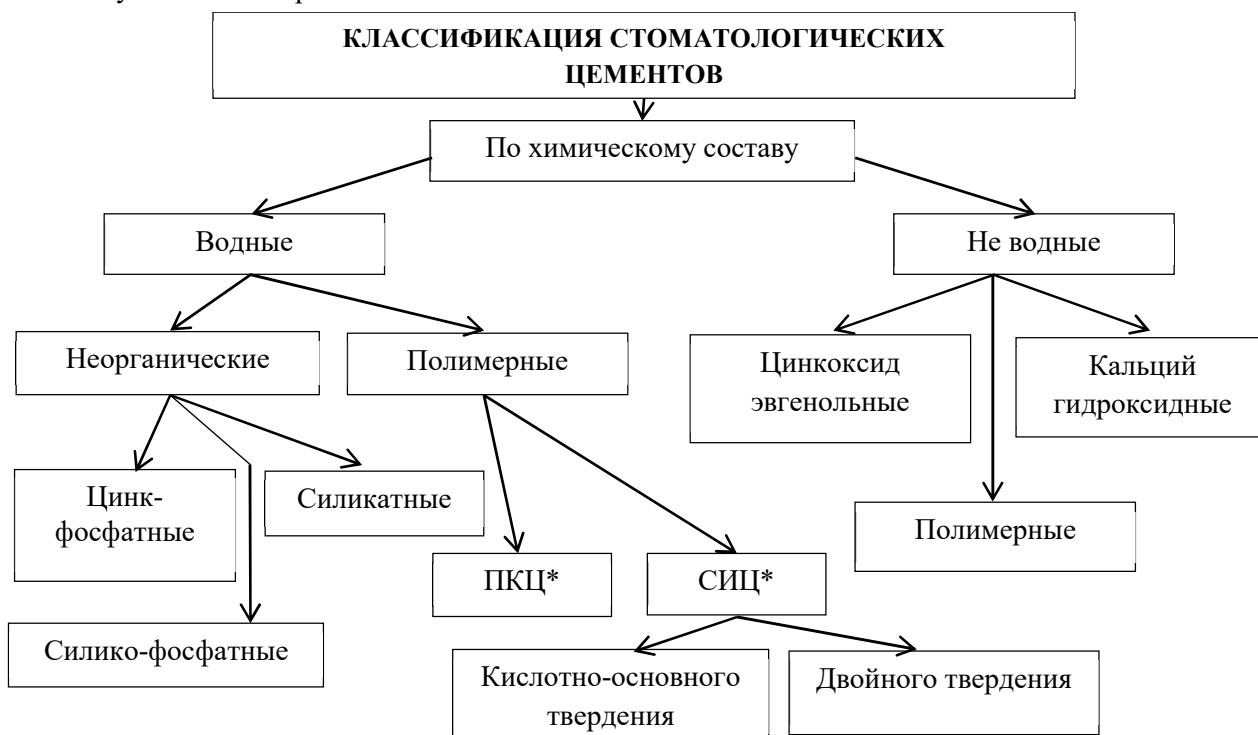 КЛАССИФИКАЦИЯ СТОМАТОЛОГИЧЕСКИХ
ЦЕМЕНТОВ
По химическому составу
Водные
Не водные
Неорганические
Полимерные
Цинкоксид
эвгенольные
Кальций
гидроксидные
Цинк-
фосфатные
Силикатные
Полимерные
ПКЦ*
СИЦ*
Силико-фосфатные
Кислотно-основного
твердения
Двойного твердения